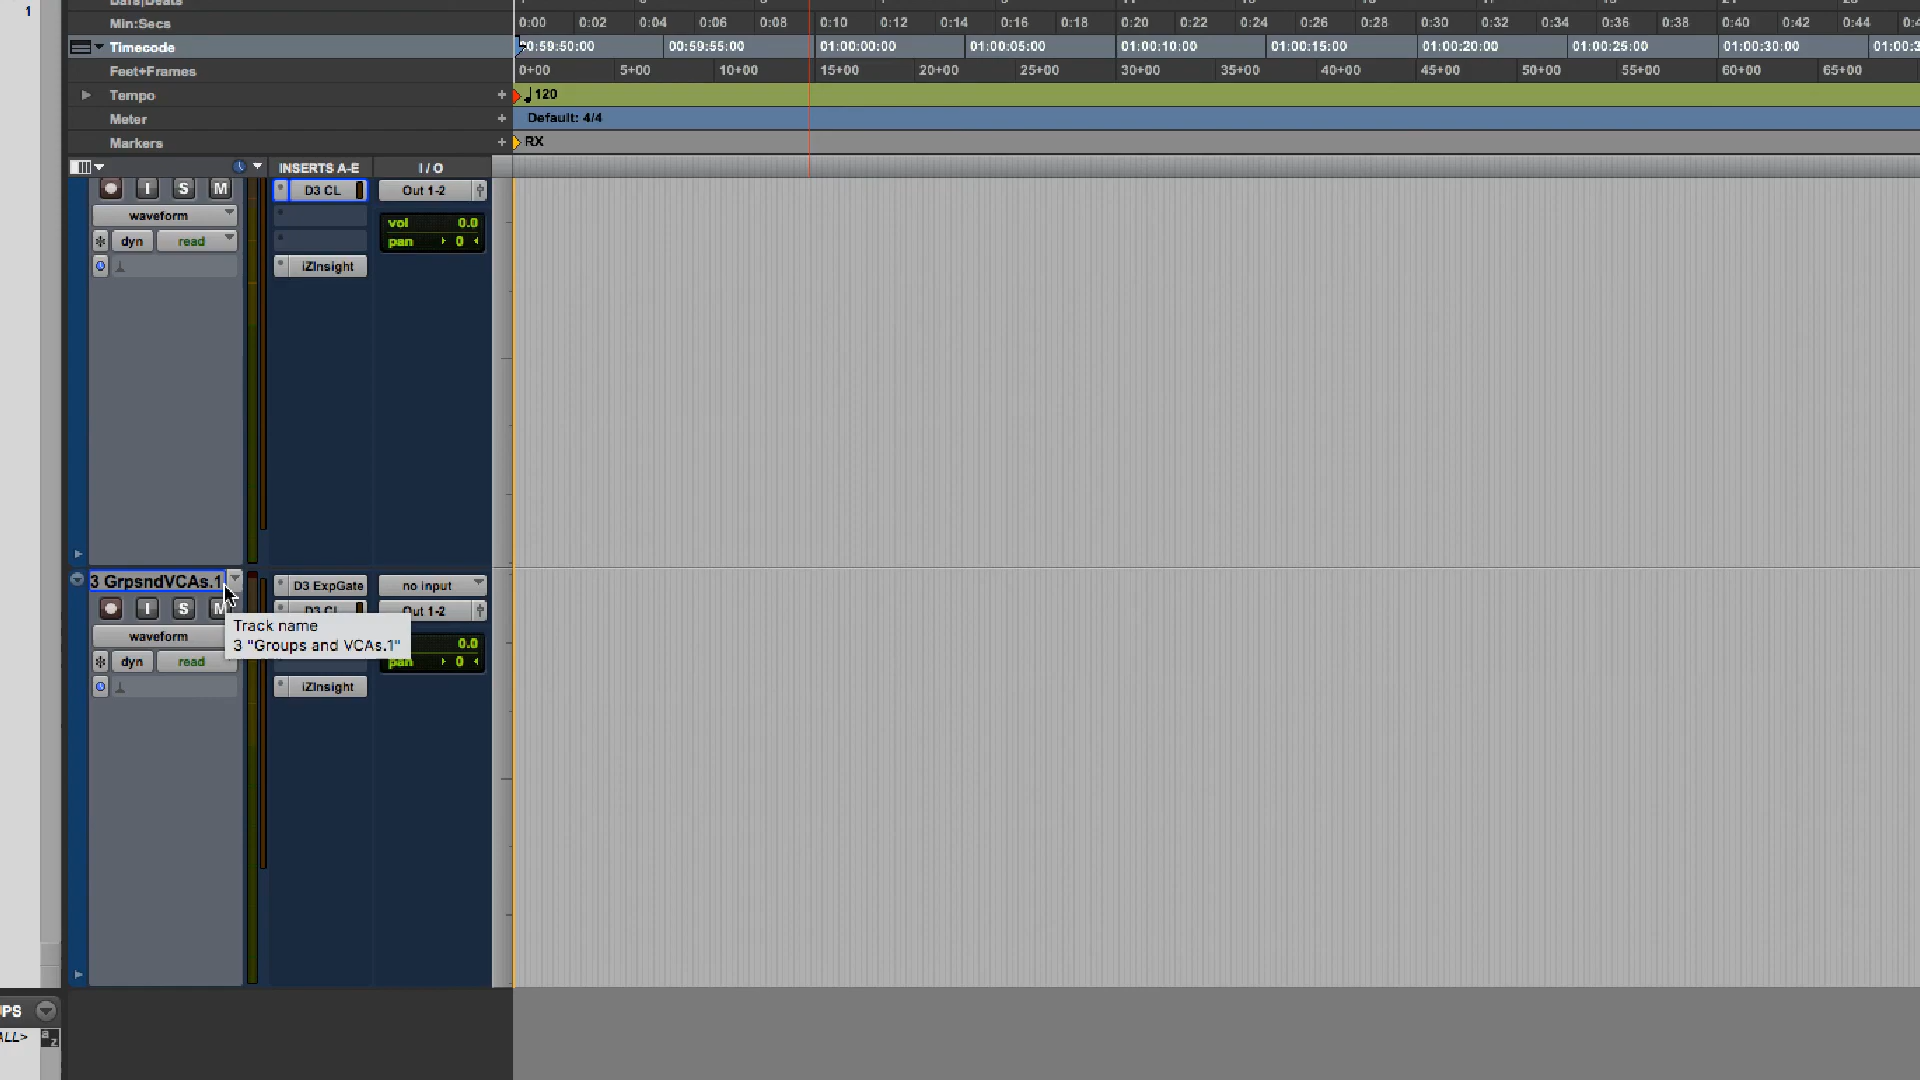 1
Bars|Beats
Min:Secs 0:00 0:02 0:04 0:06 0:08 0:10 0:12 0:14 0:16 0:18 0:20 0:22 0:24 0:26 0:28 0:30 0:32 0:34 0:36 0:38 0:40 0:42 0:44
Timecode 0:59:50:00 00:59:55:00 01:00:00:00 01:00:05:00 01:00:10:00 01:00:15:00 01:00:20:00 01:00:25:00 01:00:30:00 01:00:3
Feet+Frames 0+00 5+00 10+00 15+00 20+00 25+00 30+00 35+00 40+00 45+00 50+00 55+00 60+00 65+00
Tempo + 120
Meter + Default: 4/4
Markers + RX
INSERTS A-E I / O
I S M D3 CL Out 1-2
waveform vol 0.0
dyn read pan 0
iZInsight
3 GrpsndVCAs.1 D3 ExpGate no input
I S M D3 CL Out 1-2
Track name
waveform 0.0
3 "Groups and VCAs.1"
dyn read pan 0
iZInsight
UPS
ALL>
a z